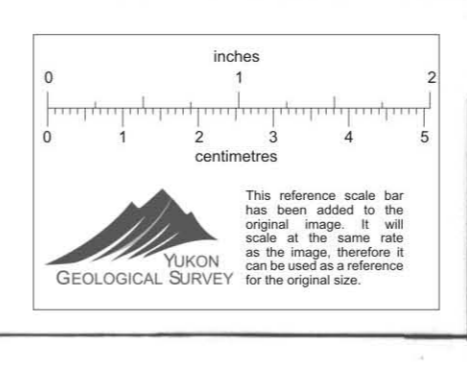 inches
0 1 2
0 1 2 3 4 5
centimetres
This reference scale bar
has been added to the
original image. It will
scale at the same rate
as the image, therefore it
can be used as a reference
for the original size.
YUKON
GEOLOGICAL SURVEY